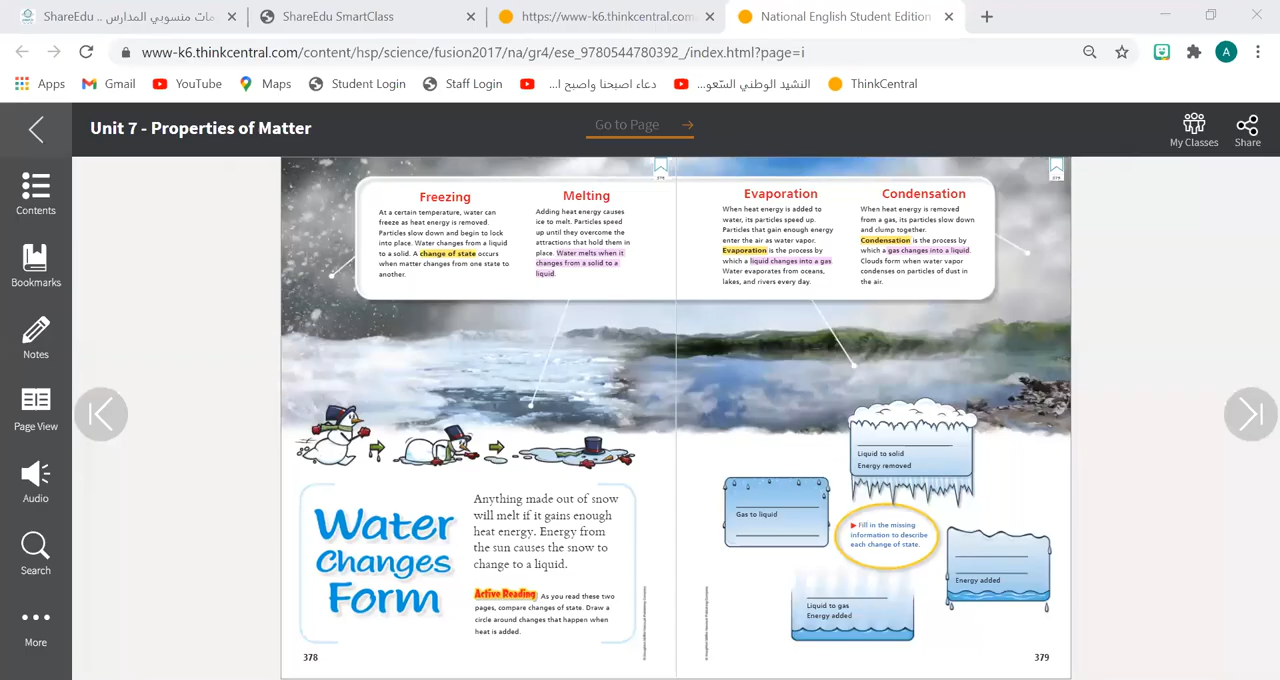 ShareEdu .. مات منسوبي المدارس
ShareEdu SmartClass
https://www-k6.thinkcentral.com
National English Student Edition
www-k6.thinkcentral.com/content/hsp/science/fusion2017/na/gr4/ese_9780544780392_/index.html?page=i
A
Apps
Gmail
YouTube
Maps
Student Login
Staff Login
دعاء اصبحنا واصبح ا...
النشيد الوطني السعو...
ThinkCentral
Unit 7 - Properties of Matter
Go to Page
My Classes
Share
Contents
Bookmarks
Notes
Page View
Audio
Search
More
Freezing
At a certain temperature, water can
freeze as heat energy is removed.
Particles slow down and begin to lock
into place. Water changes from a liquid
to a solid. A change of state occurs
when matter changes from one state to
another.
Melting
Adding heat energy causes
ice to melt. Particles speed
up until they overcome the
attractions that hold them in
place. Water melts when it
changes from a solid to a
liquid.
Evaporation
When heat energy is added to
water, its particles speed up.
Particles that gain enough energy
enter the air as water vapor.
Evaporation is the process by
which a liquid changes into a gas.
Water evaporates from oceans,
lakes, and rivers every day.
Condensation
When heat energy is removed
from a gas, its particles slow down
and clump together.
Condensation is the process by
which a gas changes into a liquid.
Clouds form when water vapor
condenses on particles of dust in
the air.
Water
Changes
Form
Anything made out of snow
will melt if it gains enough
heat energy. Energy from
the sun causes the snow to
change to a liquid.
Active Reading As you read these two
pages, compare changes of state. Draw a
circle around changes that happen when
heat is added.
378
Liquid to solid
Energy removed
Gas to liquid
Fill in the missing
information to describe
each change of state.
Energy added
Liquid to gas
Energy added
379